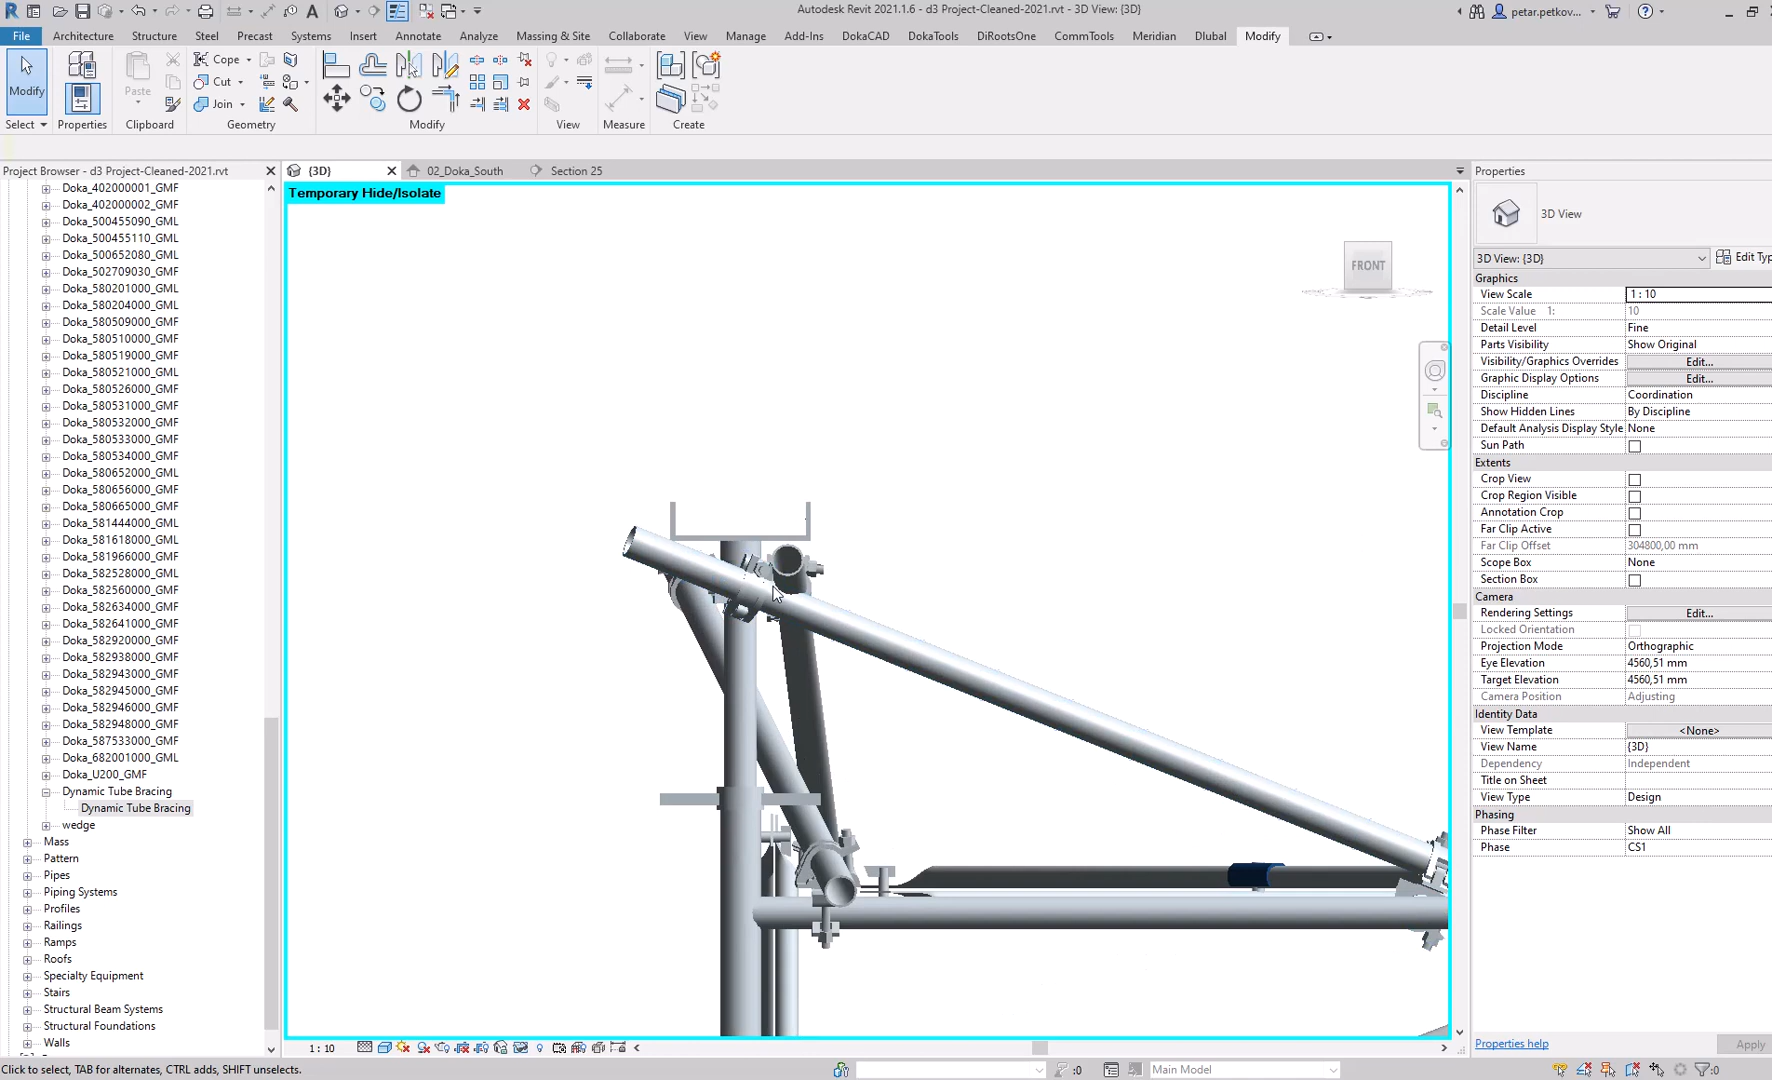 Autodesk Revit 2021.1.6 - d3 Project-Cleaned-2021.rvt - 3D View: {3D}
petar.petkov...
File Architecture Structure Steel Precast Systems Insert Annotate Analyze Massing & Site Collaborate View Manage Add-Ins DokaCAD DokaTools DiRootsOne CommTools Meridian Dlubal Modify
Modify Paste Cope
Cut
Join
Select Properties Clipboard Geometry Modify View Measure Create
Project Browser - d3 Project-Cleaned-2021.rvt
{3D} 02_Doka_South Section 25
Temporary Hide/Isolate
Doka_402000001_GMF
Doka_402000002_GMF
Doka_500455090_GML
Doka_500455110_GML
Doka_500652080_GML
Doka_502709030_GMF
Doka_580201000_GML
Doka_580204000_GML
Doka_580509000_GMF
Doka_580510000_GMF
Doka_580519000_GMF
Doka_580521000_GML
Doka_580526000_GMF
Doka_580531000_GMF
Doka_580532000_GMF
Doka_580533000_GMF
Doka_580534000_GMF
Doka_580652000_GML
Doka_580656000_GMF
Doka_580665000_GMF
Doka_581444000_GML
Doka_581618000_GML
Doka_581966000_GMF
Doka_582528000_GML
Doka_582560000_GMF
Doka_582634000_GMF
Doka_582641000_GMF
Doka_582920000_GMF
Doka_582938000_GMF
Doka_582943000_GMF
Doka_582945000_GMF
Doka_582946000_GMF
Doka_582948000_GMF
Doka_587533000_GMF
Doka_682001000_GML
Doka_U200_GMF
Dynamic Tube Bracing
Dynamic Tube Bracing
wedge
Mass
Pattern
Pipes
Piping Systems
Profiles
Railings
Ramps
Roofs
Specialty Equipment
Stairs
Structural Beam Systems
Structural Foundations
Walls
FRONT
Properties
3D View
3D View: {3D} Edit Typ
Graphics
View Scale 1 : 10
Scale Value 1: 10
Detail Level Fine
Parts Visibility Show Original
Visibility/Graphics Overrides Edit...
Graphic Display Options Edit...
Discipline Coordination
Show Hidden Lines By Discipline
Default Analysis Display Style None
Sun Path
Extents
Crop View
Crop Region Visible
Annotation Crop
Far Clip Active
Far Clip Offset 304800,00 mm
Scope Box None
Section Box
Camera
Rendering Settings Edit...
Locked Orientation
Projection Mode Orthographic
Eye Elevation 4560,51 mm
Target Elevation 4560,51 mm
Camera Position Adjusting
Identity Data
View Template <None>
View Name {3D}
Dependency Independent
Title on Sheet
View Type Design
Phasing
Phase Filter Show All
Phase CS1
Properties help Apply
1 : 10
Click to select, TAB for alternates, CTRL adds, SHIFT unselects. :0 Main Model :0